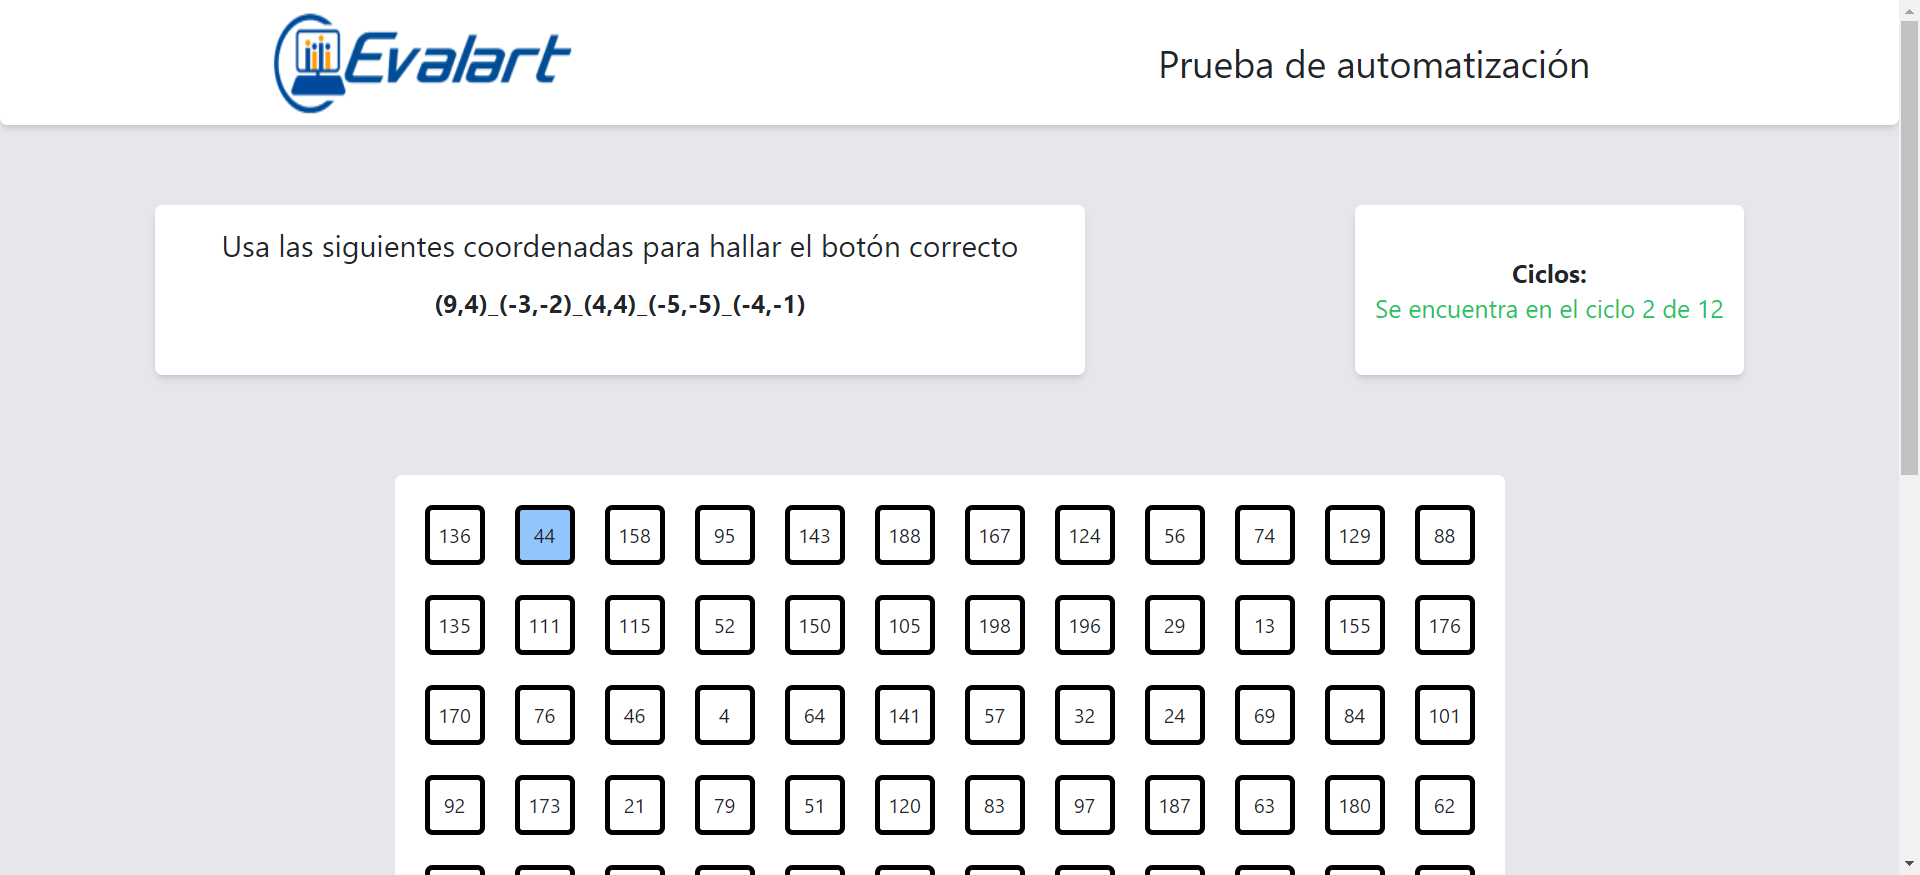 Evalart
Prueba de automatización
Usa las siguientes coordenadas para hallar el botón correcto
(9,4)_(-3,-2)_(4,4)_(-5,-5)_(-4,-1)
Ciclos:
Se encuentra en el ciclo 2 de 12
136 44 158 95 143 188 167 124 56 74 129 88
135 111 115 52 150 105 198 196 29 13 155 176
170 76 46 4 64 141 57 32 24 69 84 101
92 173 21 79 51 120 83 97 187 63 180 62